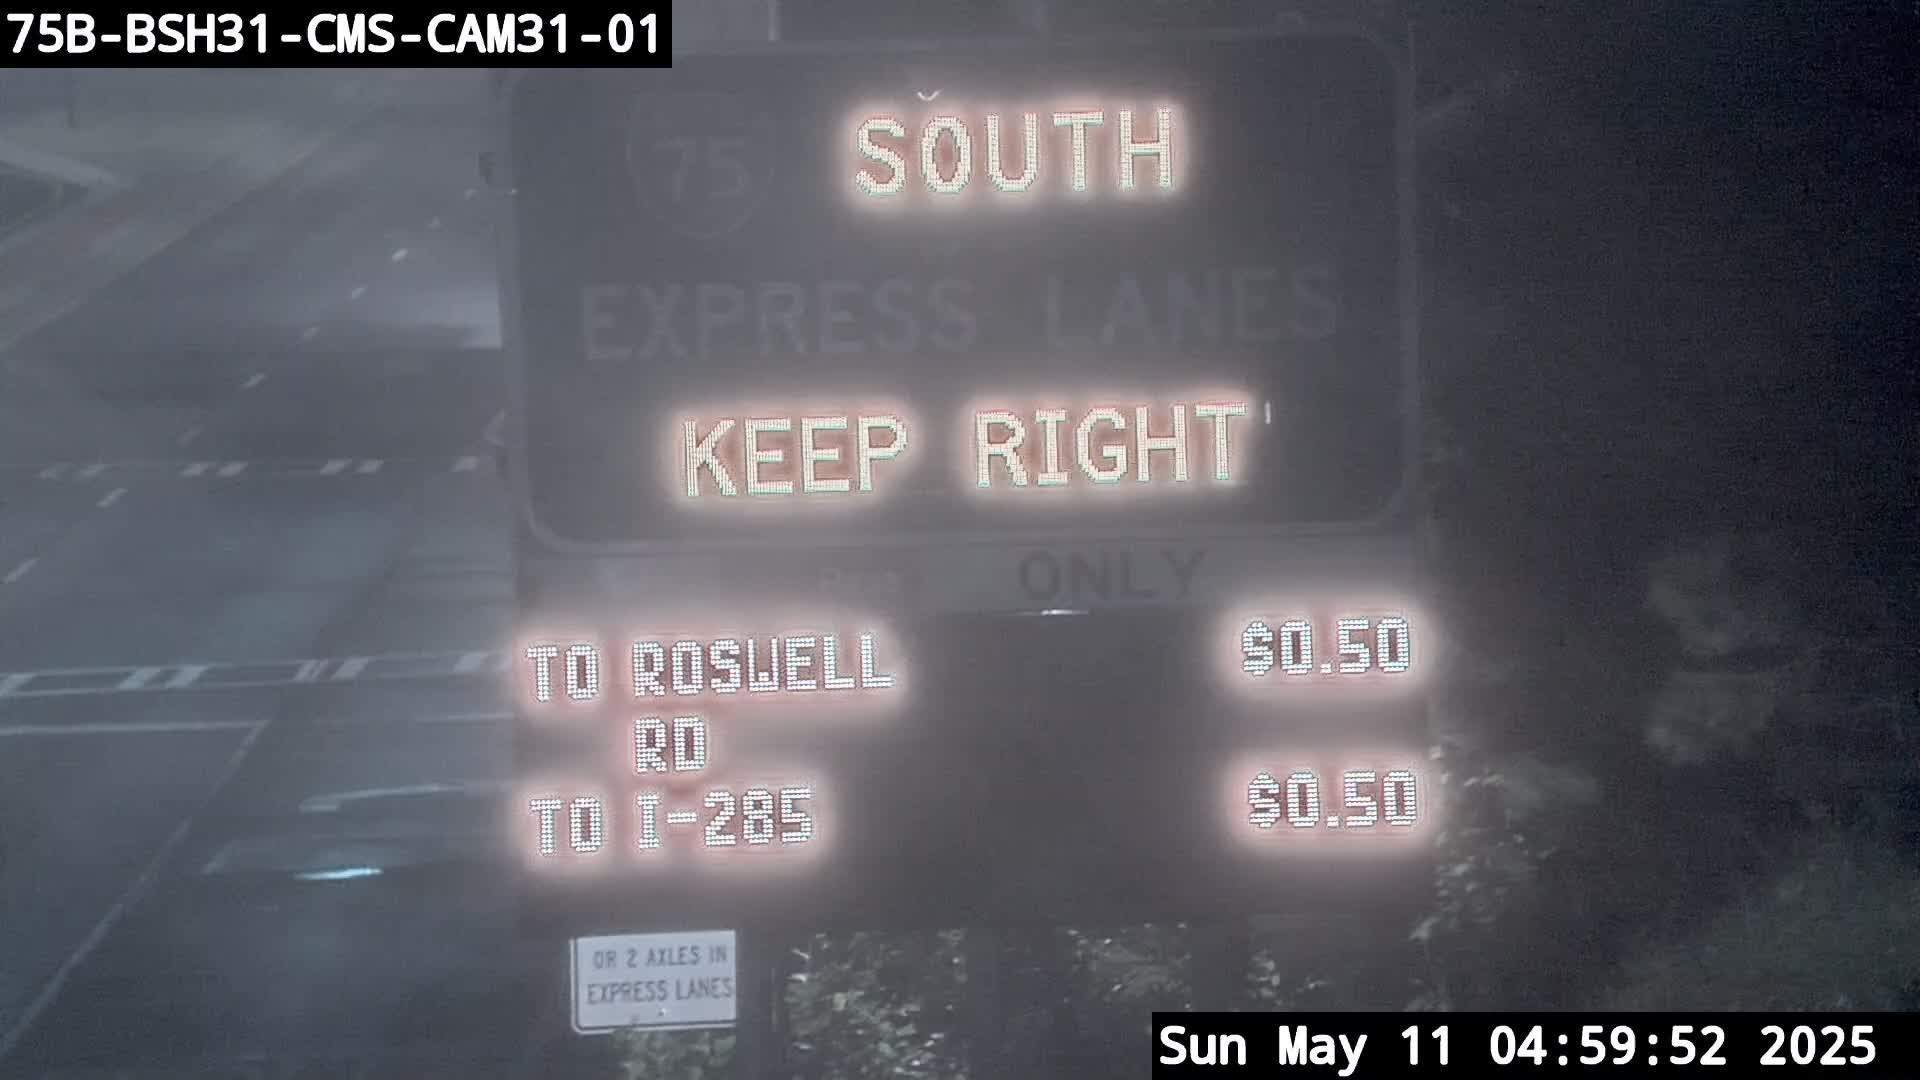 75B-BSH31-CMS-CAM31-01
75 SOUTH
EXPRESS LANES
KEEP RIGHT
ONLY
TO ROSWELL $0.50
RD
TO I-285 $0.50
OR 2 AXLES IN
EXPRESS LANES
Sun May 11 04:59:52 2025